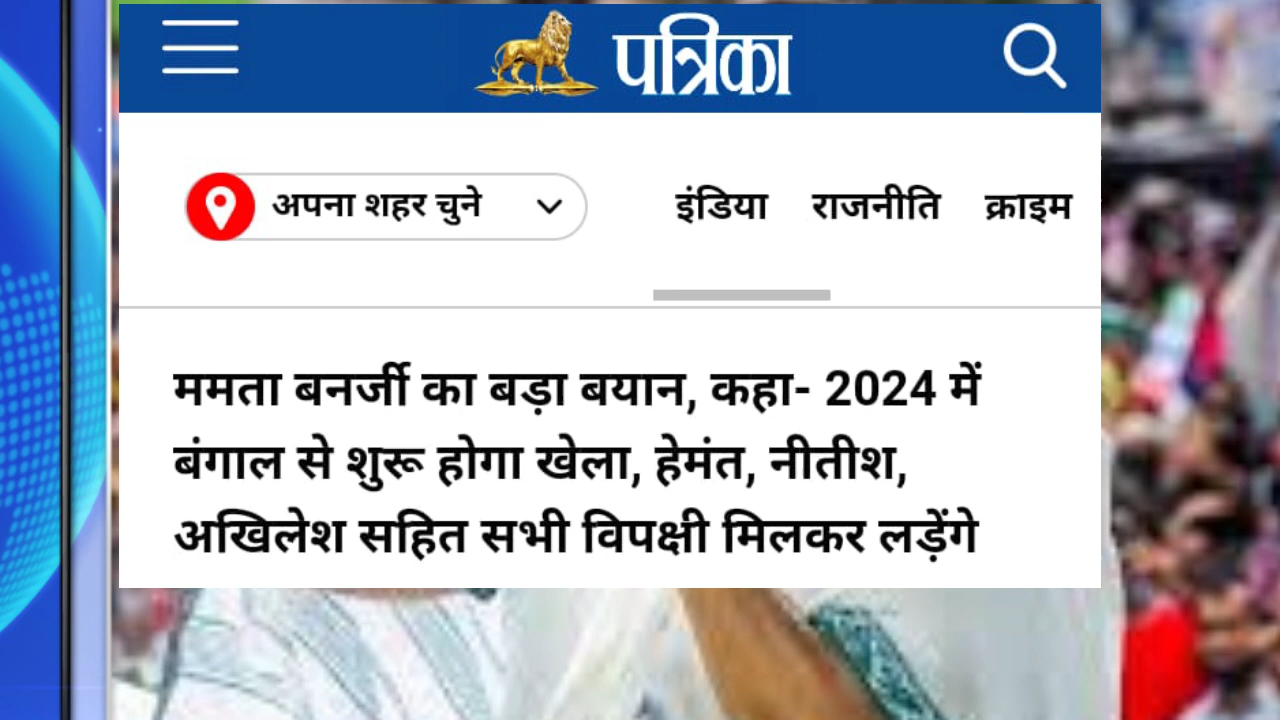 पत्रिका
अपना शहर चुने
इंडिया राजनीति क्राइम
ममता बनर्जी का बड़ा बयान, कहा- 2024 में
बंगाल से शुरू होगा खेला, हेमंत, नीतीश,
अखिलेश सहित सभी विपक्षी मिलकर लड़ेंगे